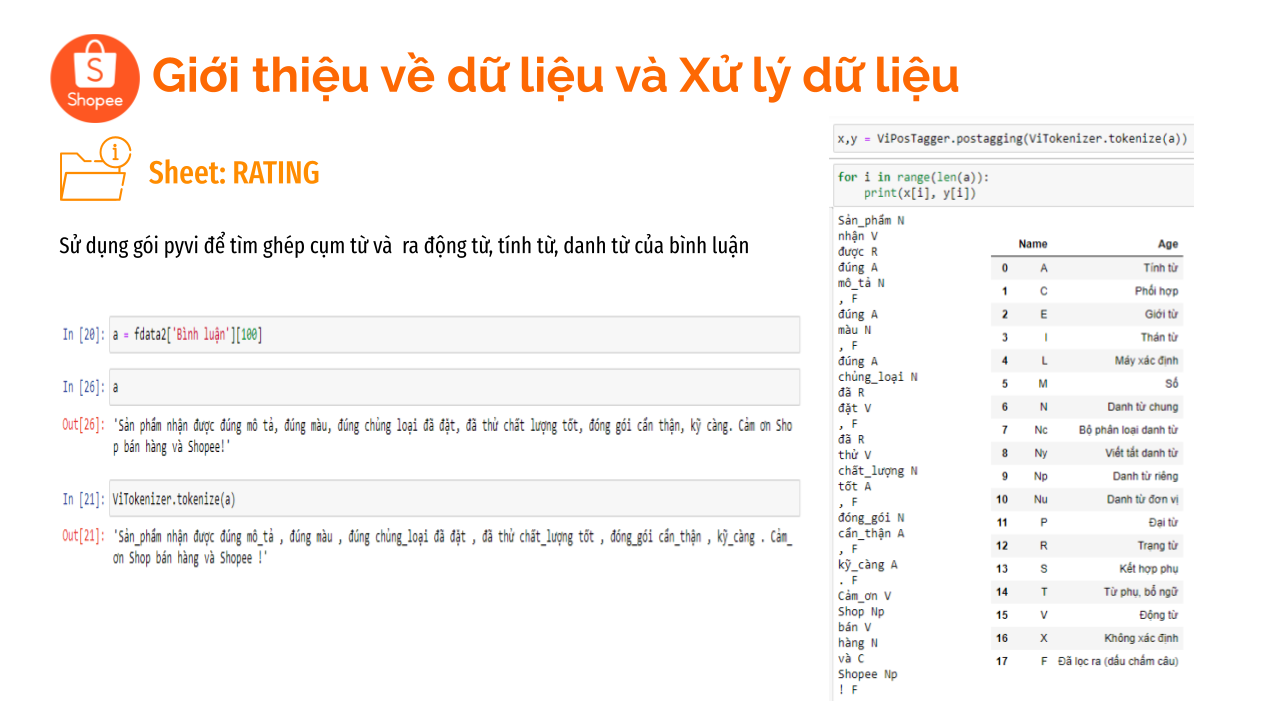 S
Shopee
Giới thiệu về dữ liệu và Xử lý dữ liệu
i
Sheet: RATING
Sử dụng gói pyvi để tìm ghép cụm từ và  ra động từ, tính từ, danh từ của bình luận
In [20]: a = fdata2['Bình luận'][100]
In [26]: a
Out[26]: 'Sản phẩm nhận được đúng mô tả, đúng màu, đúng chủng loại đã đặt, đã thử chất lượng tốt, đóng gói cẩn thận, kỹ càng. Cảm ơn Sho
p bán hàng và Shopee!'
In [21]: ViTokenizer.tokenize(a)
Out[21]: 'Sản_phẩm nhận được đúng mô_tả , đúng màu , đúng chủng_loại đã đặt , đã thử chất_lượng tốt , đóng_gói cẩn_thận , kỹ_càng . Cảm_
ơn Shop bán hàng và Shopee !'
x,y = ViPosTagger.postagging(ViTokenizer.tokenize(a))
for i in range(len(a)):
print(x[i], y[i])
Sản_phẩm N
nhận V
được R
đúng A
mô_tả N
, F
đúng A
màu N
, F
đúng A
chủng_loại N
đã R
đặt V
, F
đã R
thử V
chất_lượng N
tốt A
, F
đóng_gói N
cẩn_thận A
, F
kỹ_càng A
. F
Cảm_ơn V
Shop Np
bán V
hàng N
và C
Shopee Np
! F
Name Age
0 A Tính từ
1 C Phối hợp
2 E Giới từ
3 I Thán từ
4 L Máy xác định
5 M Số
6 N Danh từ chung
7 Nc Bộ phân loại danh từ
8 Ny Viết tắt danh từ
9 Np Danh từ riêng
10 Nu Danh từ đơn vị
11 P Đại từ
12 R Trạng từ
13 S Kết hợp phụ
14 T Từ phụ, bổ ngữ
15 V Động từ
16 X Không xác định
17 F Đã lọc ra (dấu chấm câu)